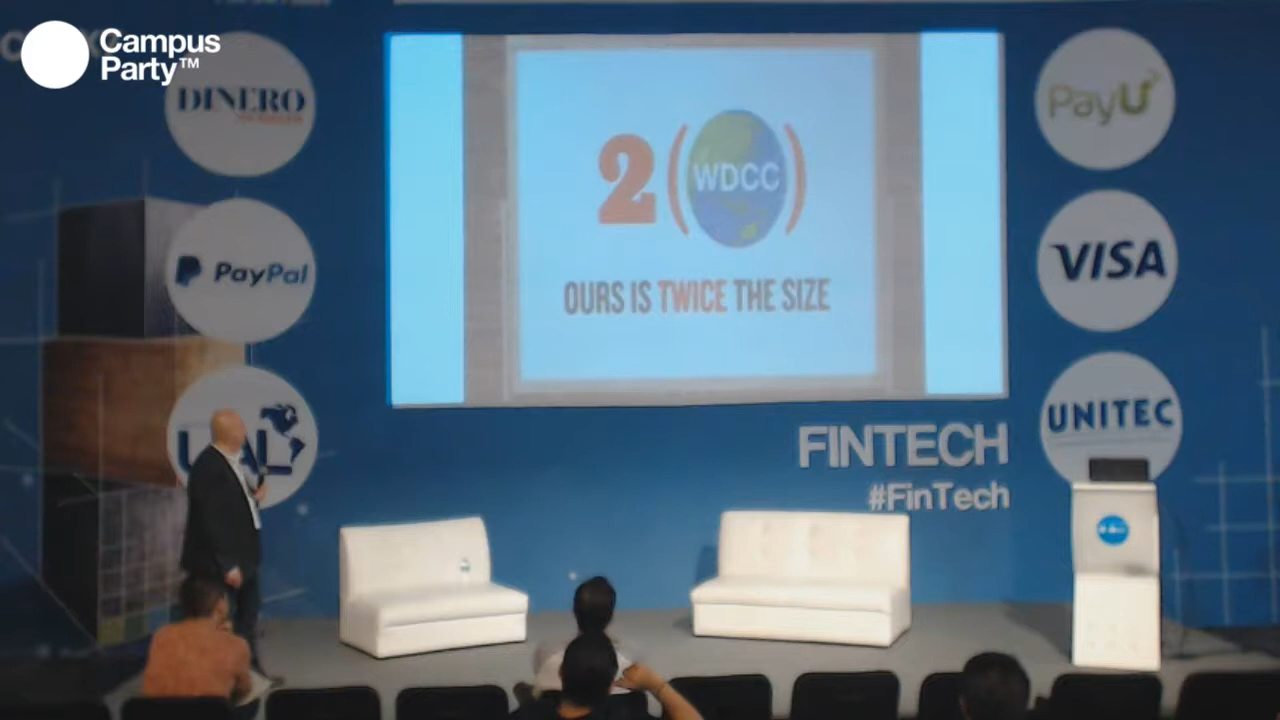 Campus
Party™
DINERO
PayPal
2 (WDCC)
OURS IS TWICE THE SIZE
PayU
VISA
UNITEC
FINTECH
#FinTech